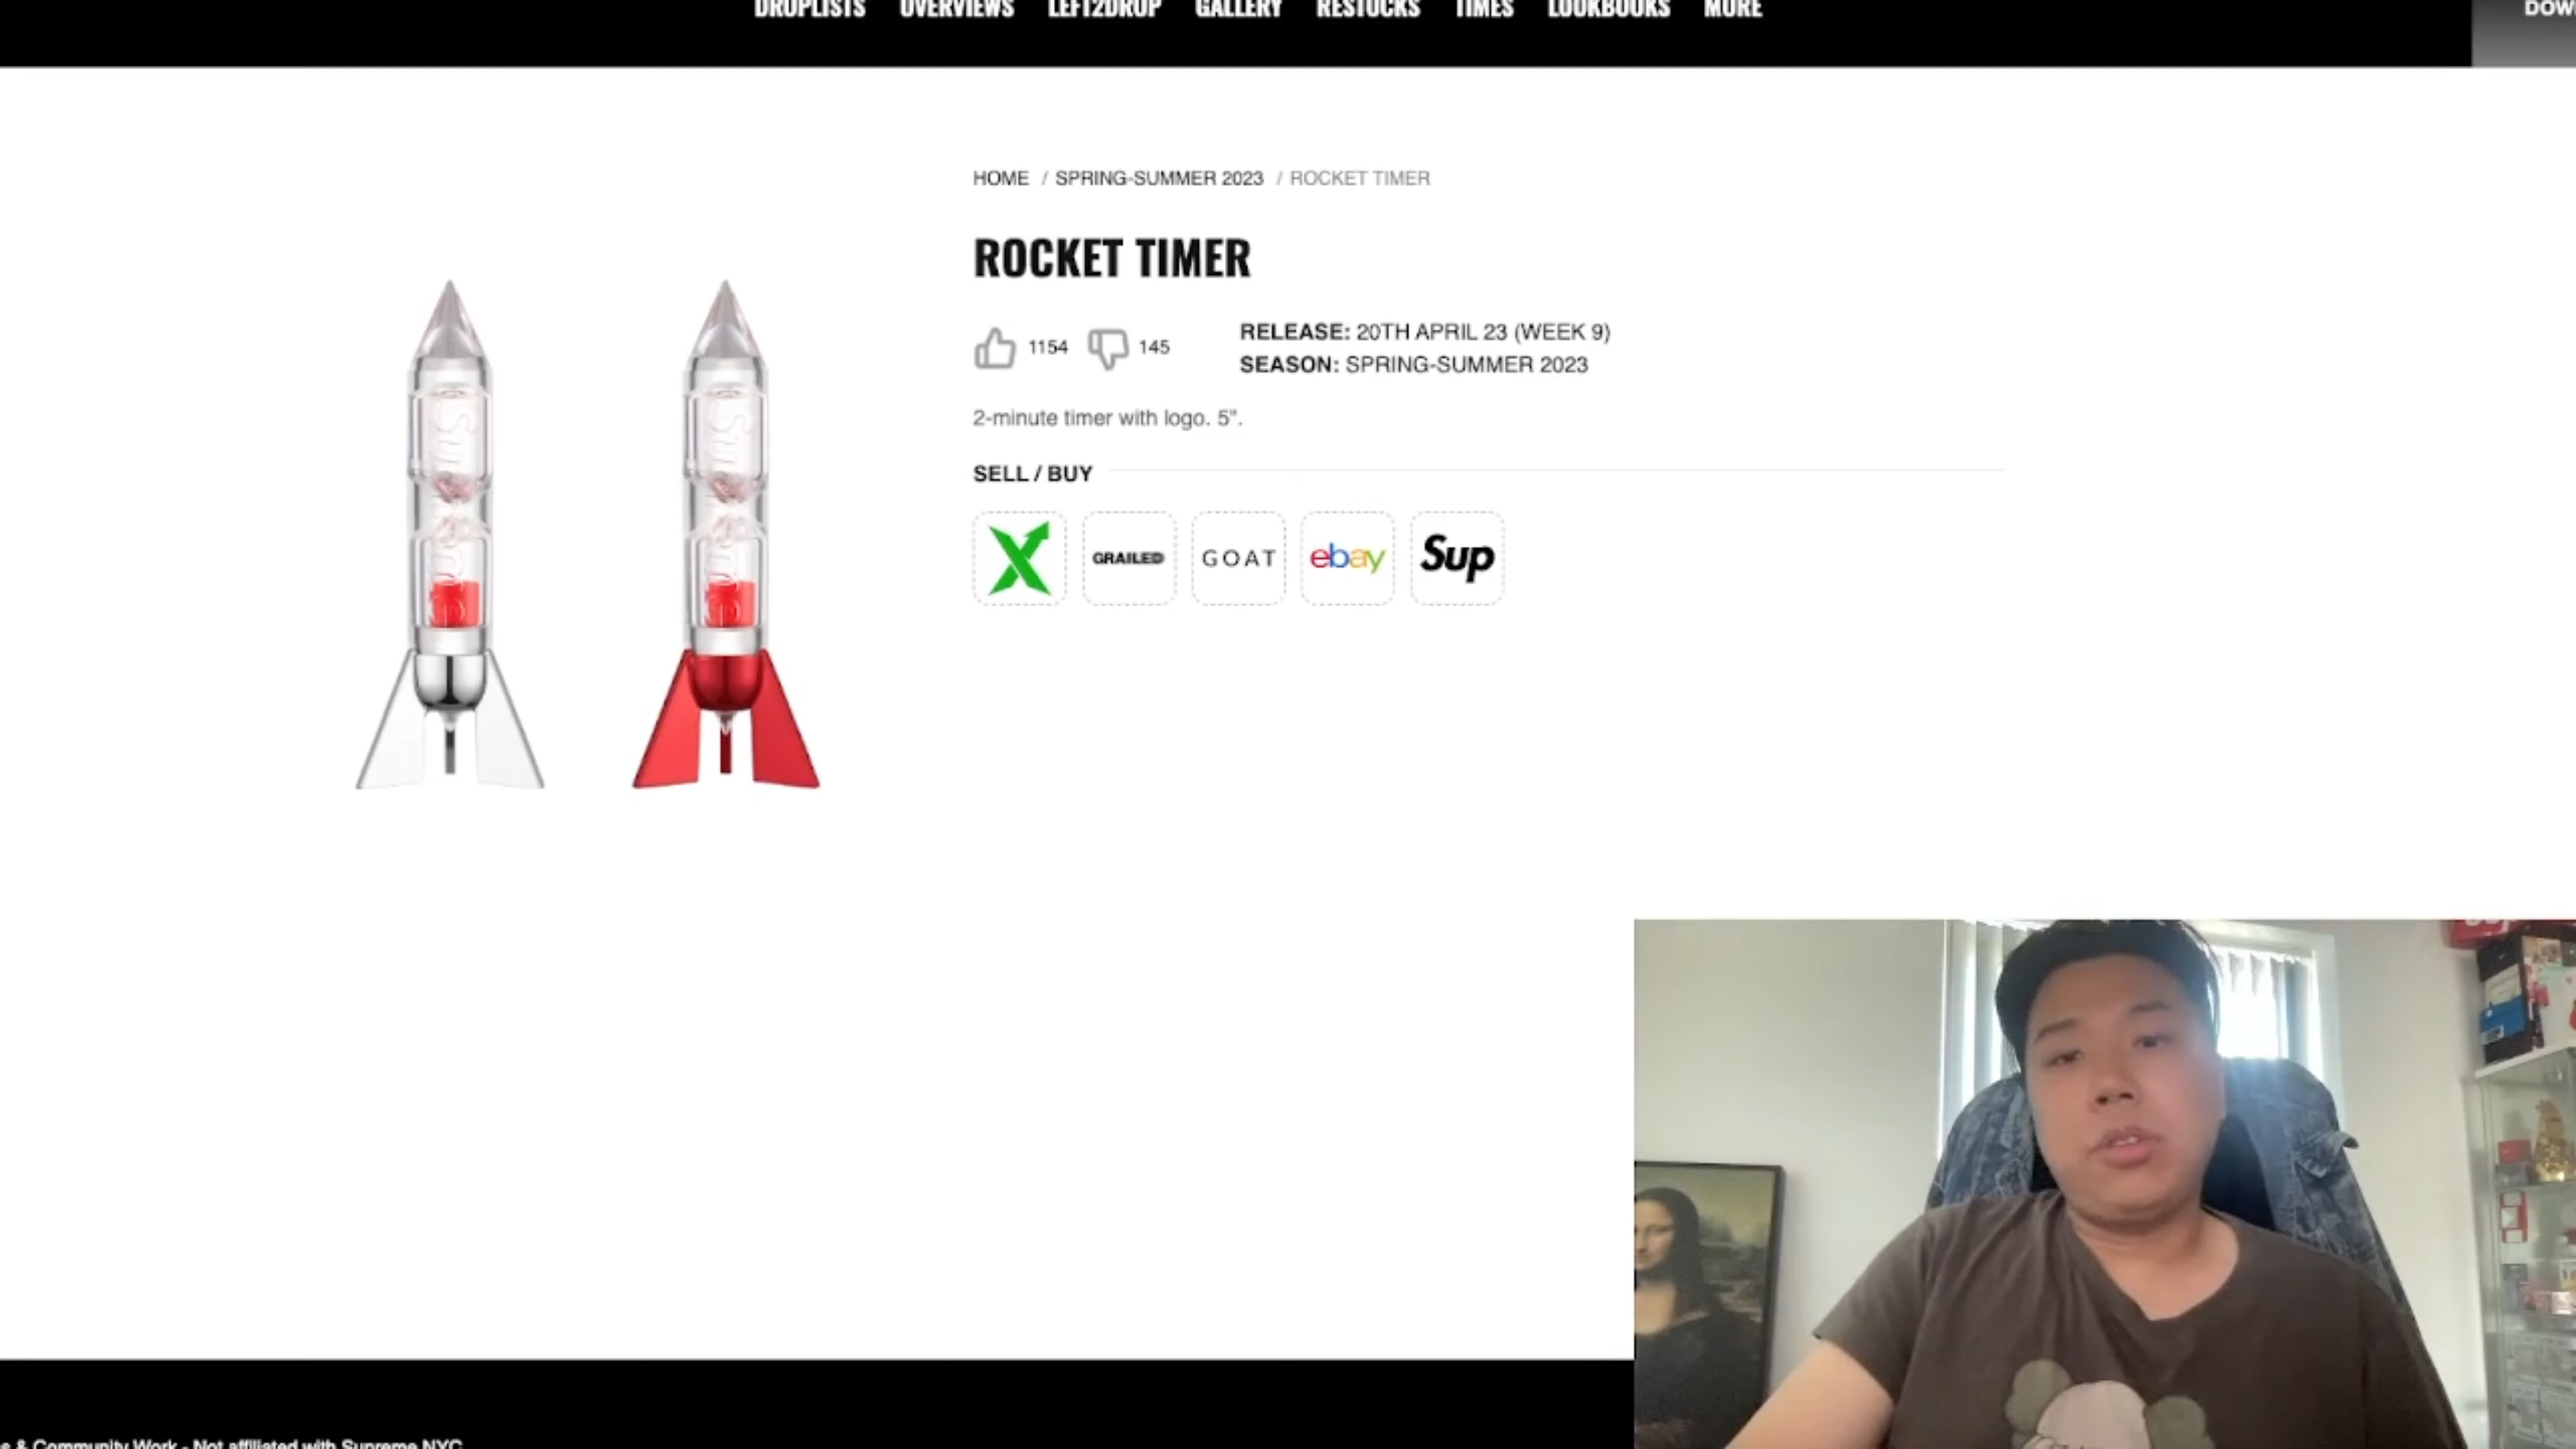 DROPLISTS OVERVIEWS LEFT2DROP GALLERY RESTOCKS TIMES LOOKBOOKS MORE
HOME / SPRING-SUMMER 2023 / ROCKET TIMER
ROCKET TIMER
1154 145
RELEASE: 20TH APRIL 23 (WEEK 9)
SEASON: SPRING-SUMMER 2023
2-minute timer with logo. 5".
SELL / BUY
GRAILED GOAT ebay Sup
& Community Work - Not affiliated with Supreme NYC